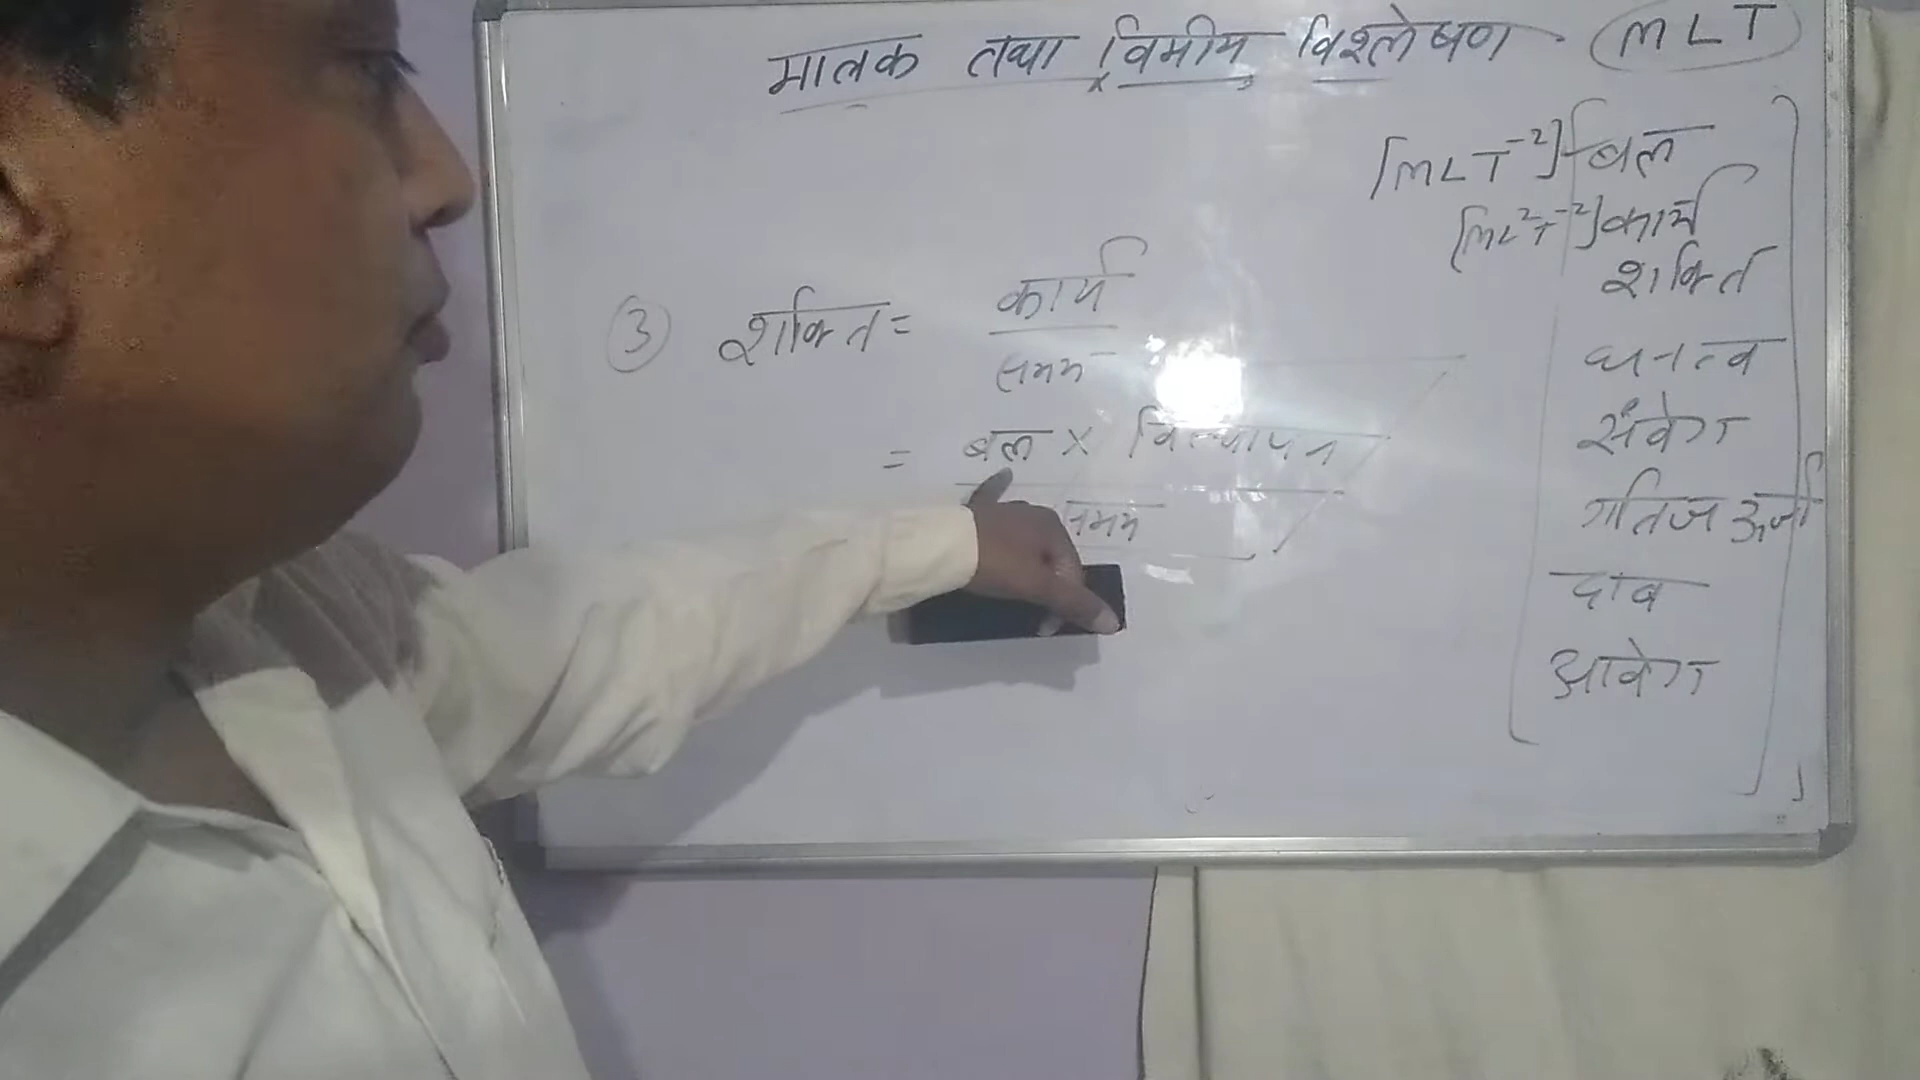 मात्रक तथा विमीय विश्लेषण (MLT)
[MLT⁻²] बल
[ML²T⁻²] कार्य
शक्ति
घनत्व
संवेग
गतिज ऊर्जा
दाब
आवेग
③ शक्ति = कार्य
समय
= बल × विस्थापन
समय